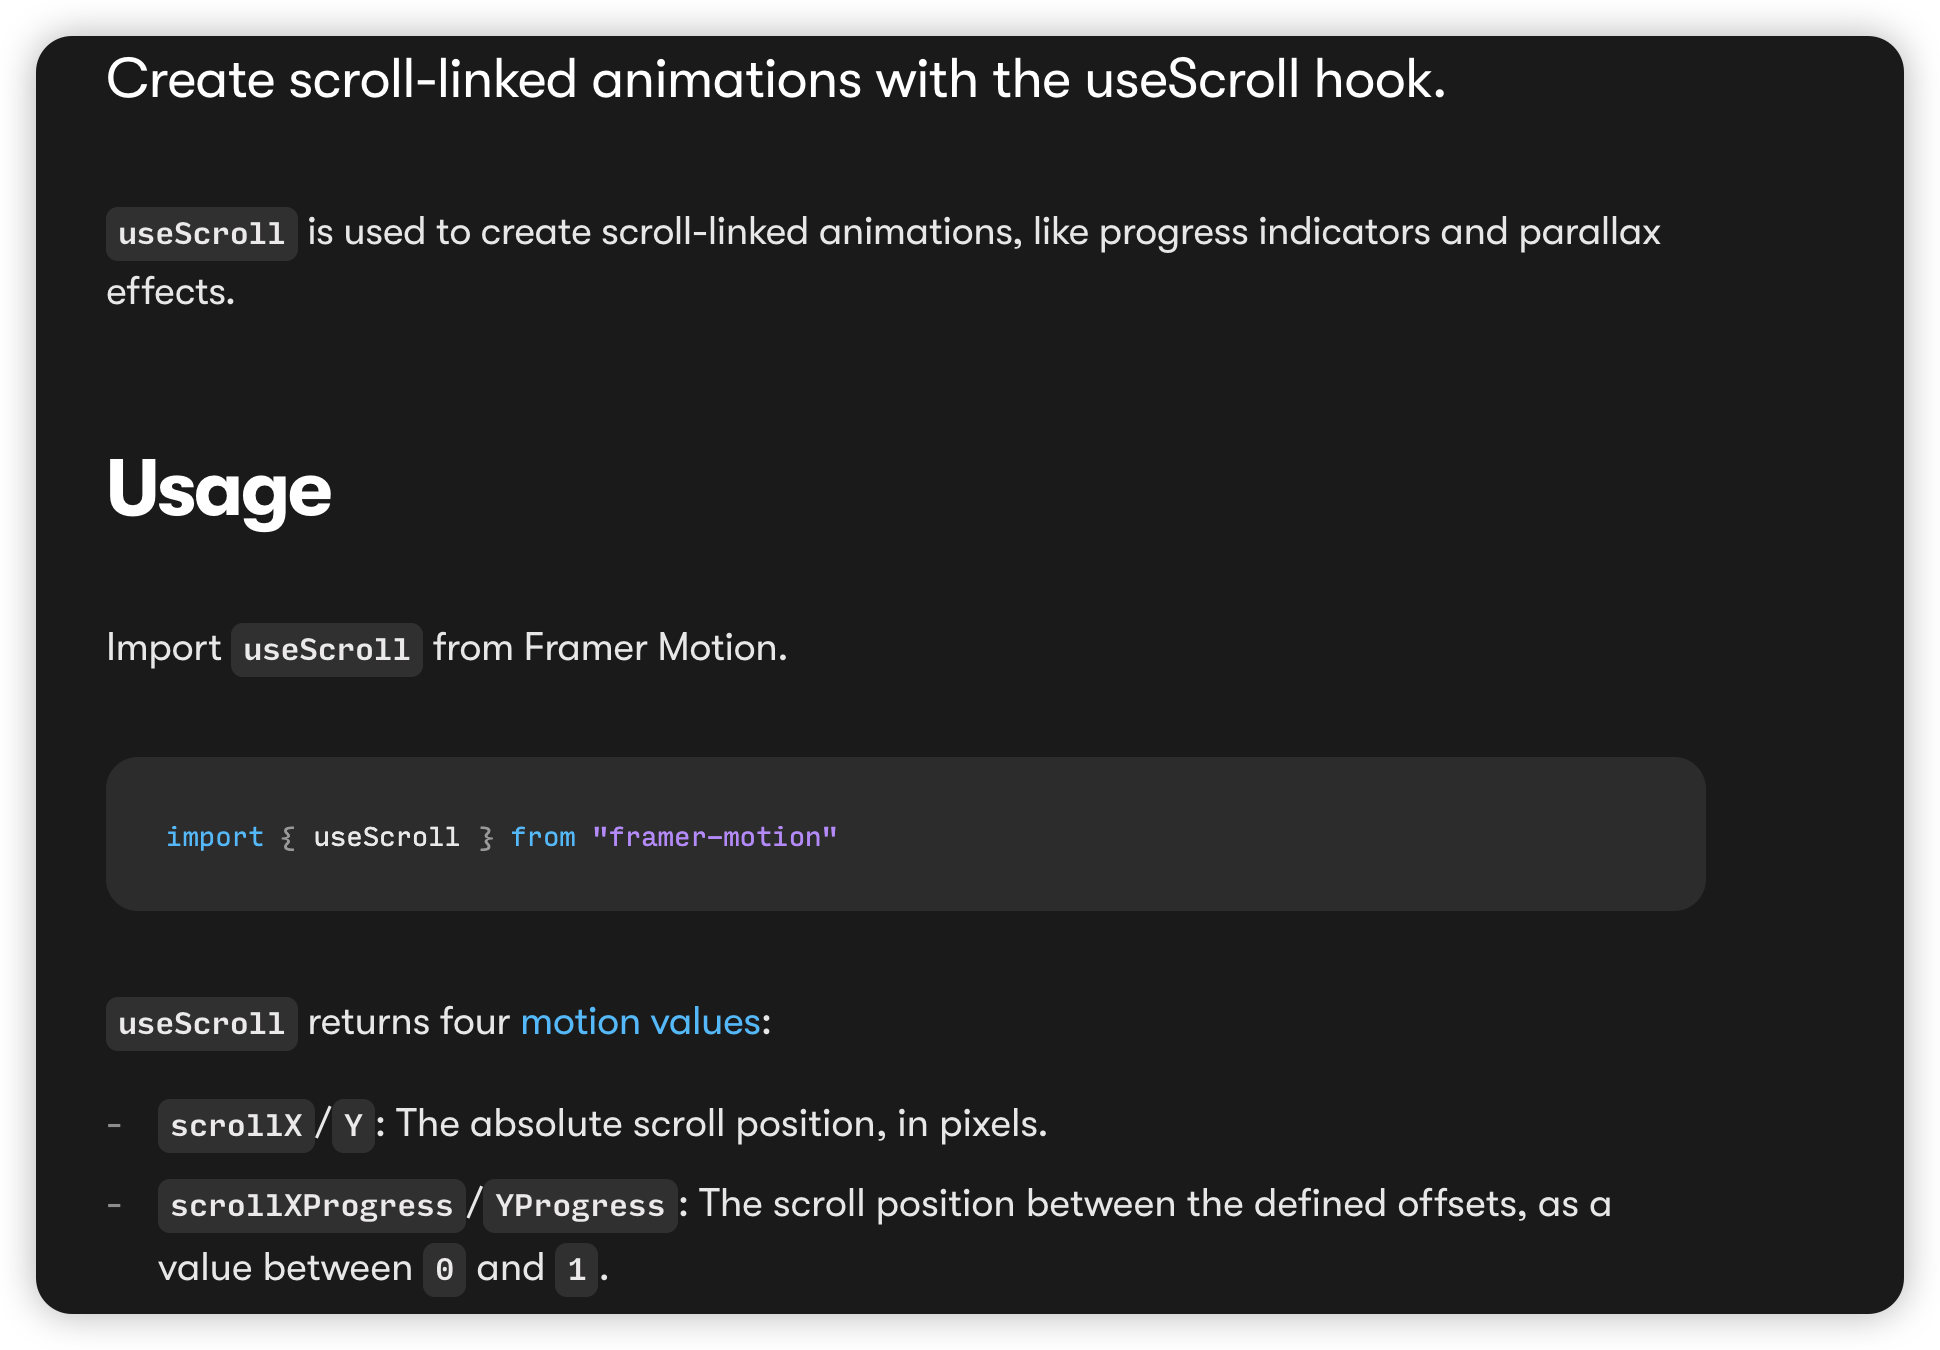 Create scroll-linked animations with the useScroll hook.
useScroll is used to create scroll-linked animations, like progress indicators and parallax
effects.
Usage
Import useScroll from Framer Motion.
import { useScroll } from "framer-motion"
useScroll returns four motion values:
- scrollX/Y: The absolute scroll position, in pixels.
- scrollXProgress/YProgress: The scroll position between the defined offsets, as a
value between 0 and 1.